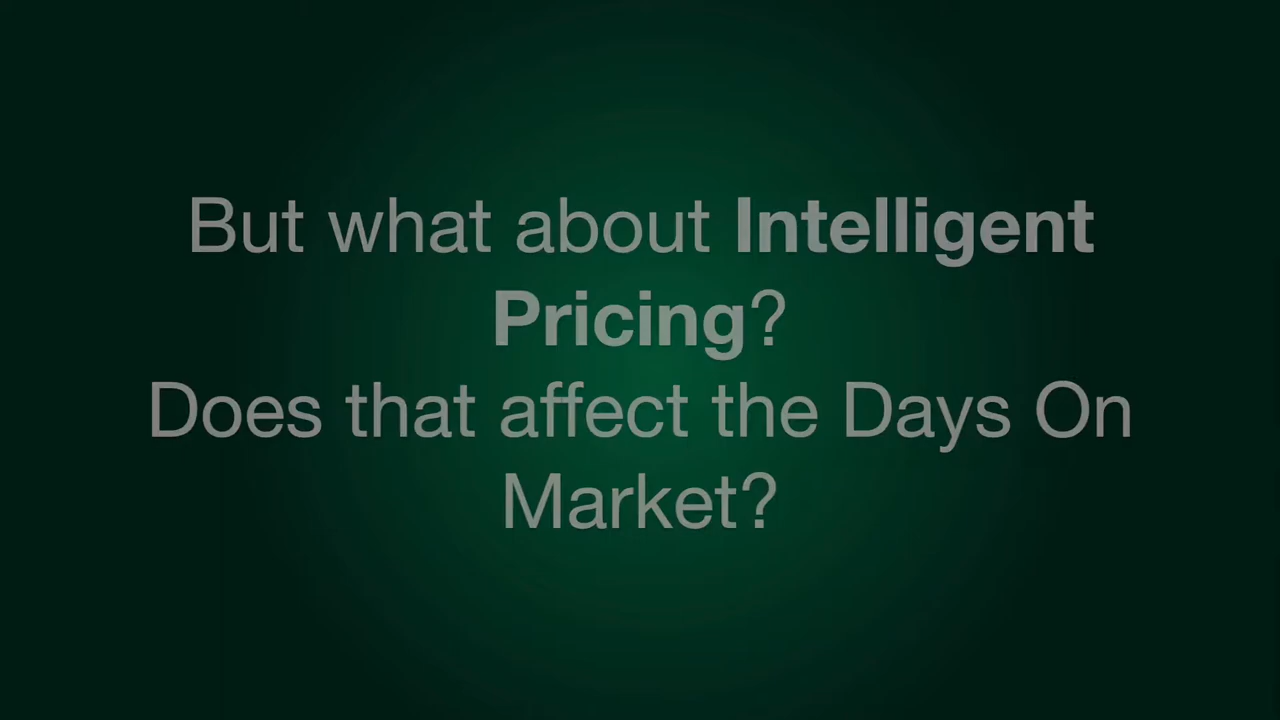 But what about Intelligent
Pricing?
Does that affect the Days On
Market?